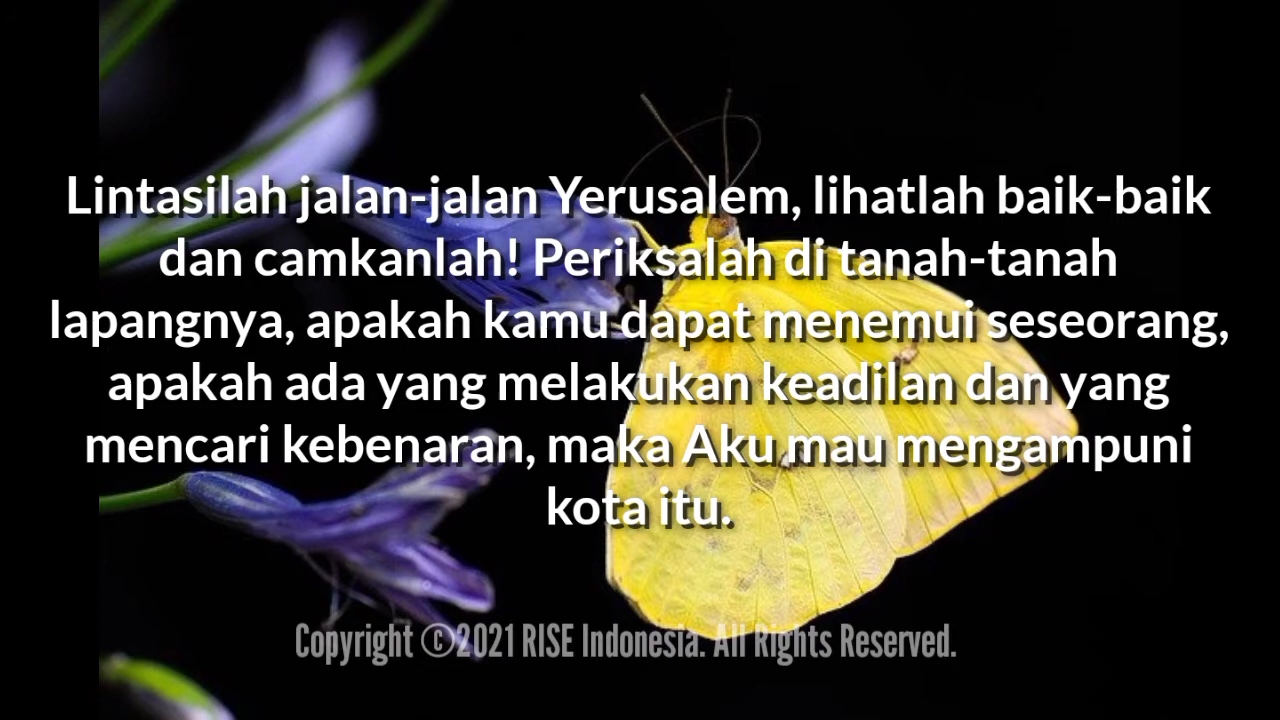 Lintasilah jalan-jalan Yerusalem, lihatlah baik-baik
dan camkanlah! Periksalah di tanah-tanah
lapangnya, apakah kamu dapat menemui seseorang,
apakah ada yang melakukan keadilan dan yang
mencari kebenaran, maka Aku mau mengampuni
kota itu.
Copyright ©2021 RISE Indonesia. All Rights Reserved.